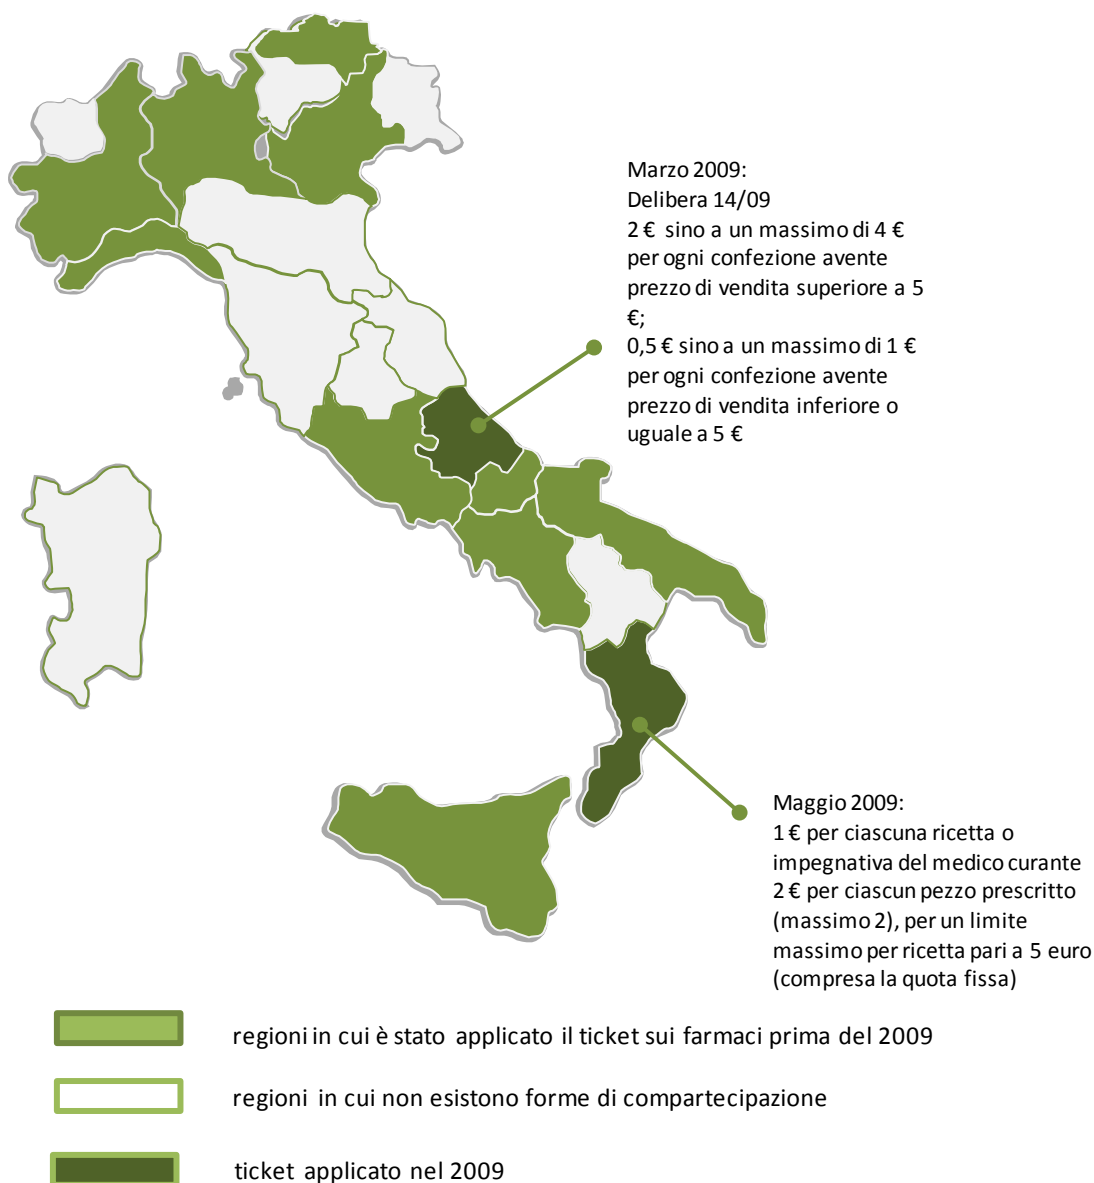 Marzo 2009:
Delibera 14/09
2 € sino a un massimo di 4 €
per ogni confezione avente
prezzo di vendita superiore a 5
€;
0,5 € sino a un massimo di 1 €
per ogni confezione avente
prezzo di vendita inferiore o
uguale a 5 €
Maggio 2009:
1 € per ciascuna ricetta o
impegnativa del medico curante
2 € per ciascun pezzo prescritto
(massimo 2), per un limite
massimo per ricetta pari a 5 euro
(compresa la quota fissa)
regioni in cui è stato applicato il ticket sui farmaci prima del 2009
regioni in cui non esistono forme di compartecipazione
ticket applicato nel 2009